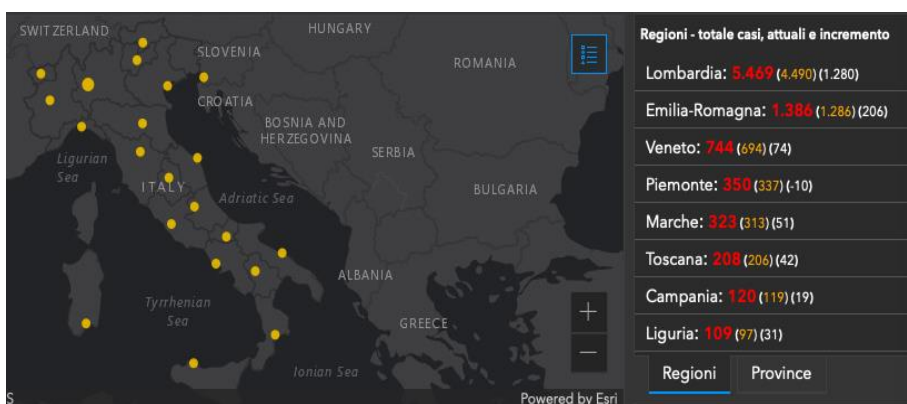 SWITZERLAND
HUNGARY
SLOVENIA
ROMANIA
CROATIA
BOSNIA AND
HERZEGOVINA
SERBIA
Ligurian
Sea
ITALY
Adriatic Sea
BULGARIA
ALBANIA
Tyrrhenian
Sea
GREECE
Ionian Sea
+
−
S
Powered by Esri
Regioni - totale casi, attuali e incremento
Lombardia: 5.469 (4.490) (1.280)
Emilia-Romagna: 1.386 (1.286) (206)
Veneto: 744 (694) (74)
Piemonte: 350 (337) (-10)
Marche: 323 (313) (51)
Toscana: 208 (206) (42)
Campania: 120 (119) (19)
Liguria: 109 (97) (31)
Regioni Province